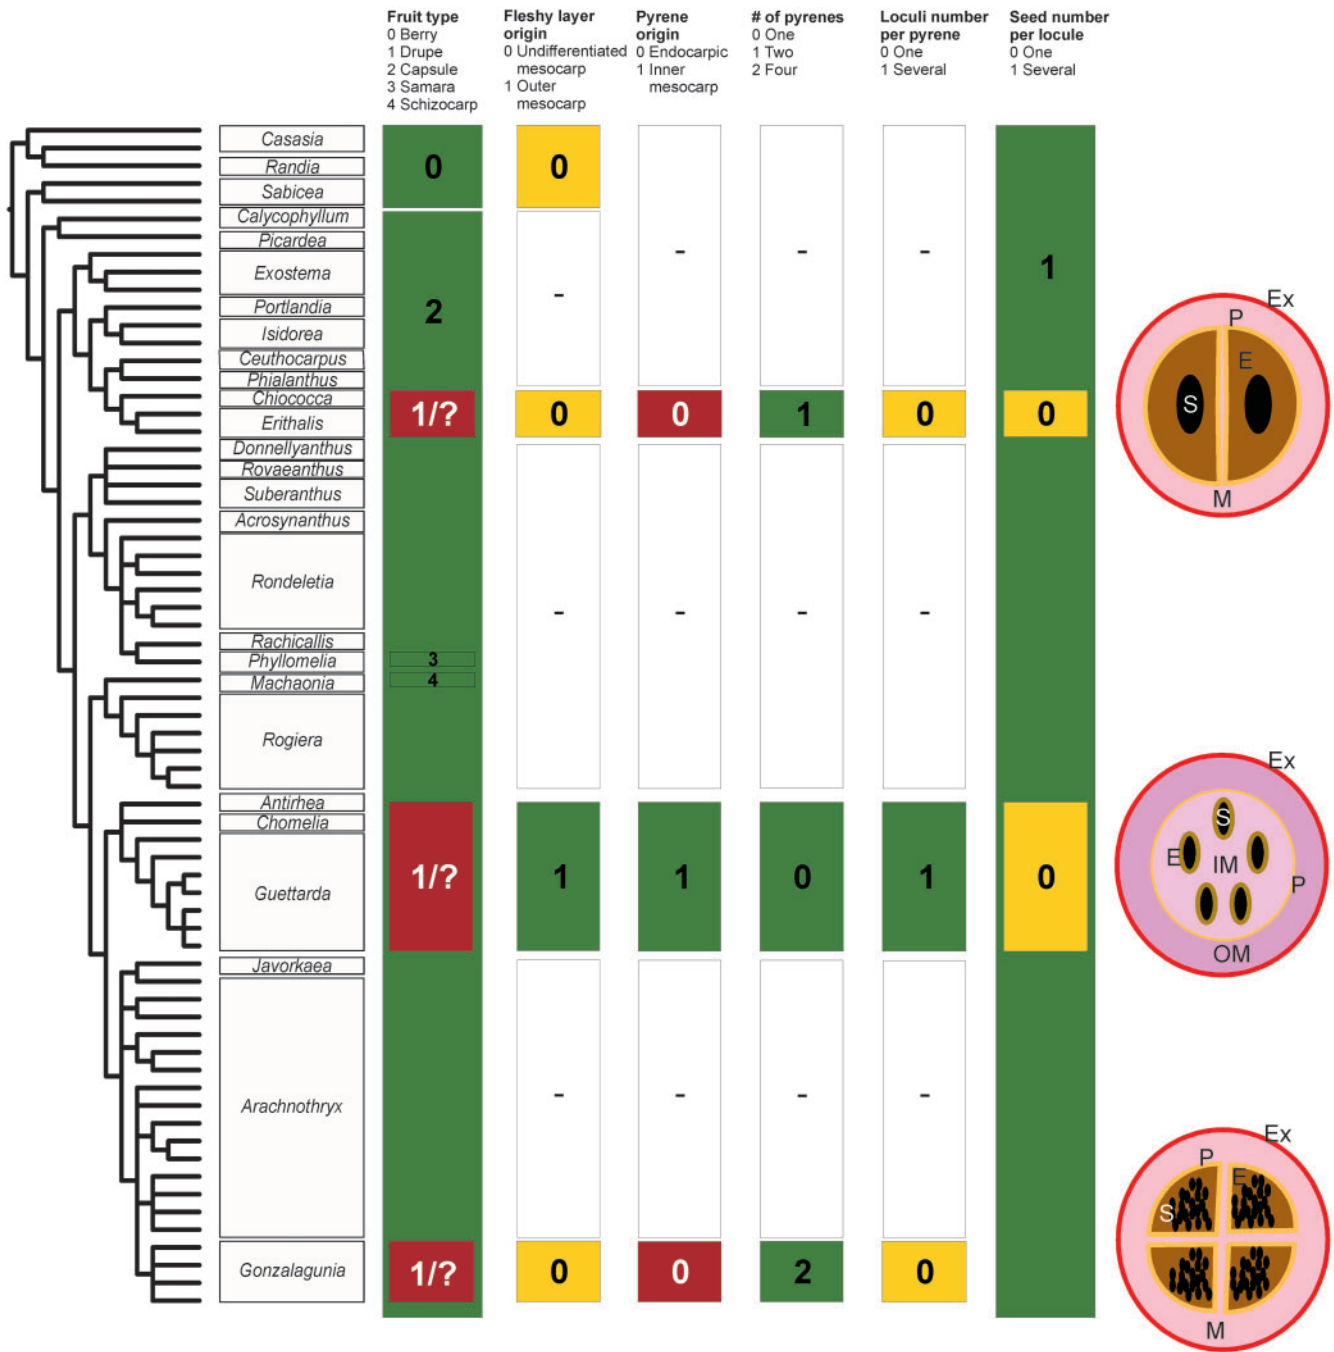 Fruit type
0 Berry
1 Drupe
2 Capsule
3 Samara
4 Schizocarp
Fleshy layer
origin
0 Undifferentiated
mesocarp
1 Outer
mesocarp
Pyrene
origin
0 Endocarpic
1 Inner
mesocarp
# of pyrenes
0 One
1 Two
2 Four
Loculi number
per pyrene
0 One
1 Several
Seed number
per locule
0 One
1 Several
Casasia
Randia
Sabicea
Calycophyllum
Picardea
Exostema
Portlandia
Isidorea
Ceuthocarpus
Phialanthus
Chiococca
Erithalis
Donnellyanthus
Rovaeanthus
Suberanthus
Acrosynanthus
Rondeletia
Rachicallis
Phyllomelia
Machaonia
Rogiera
Antirhea
Chomelia
Guettarda
Javorkaea
Arachnothryx
Gonzalagunia
0
0
-
-
-
1
2
-
1/?
0
0
1
0
0
-
-
-
-
3
4
1/?
1
1
0
1
0
-
-
-
-
1/?
0
0
2
0
Ex
P
E
S
M
Ex
S
E
IM
P
OM
Ex
P
E
S
M